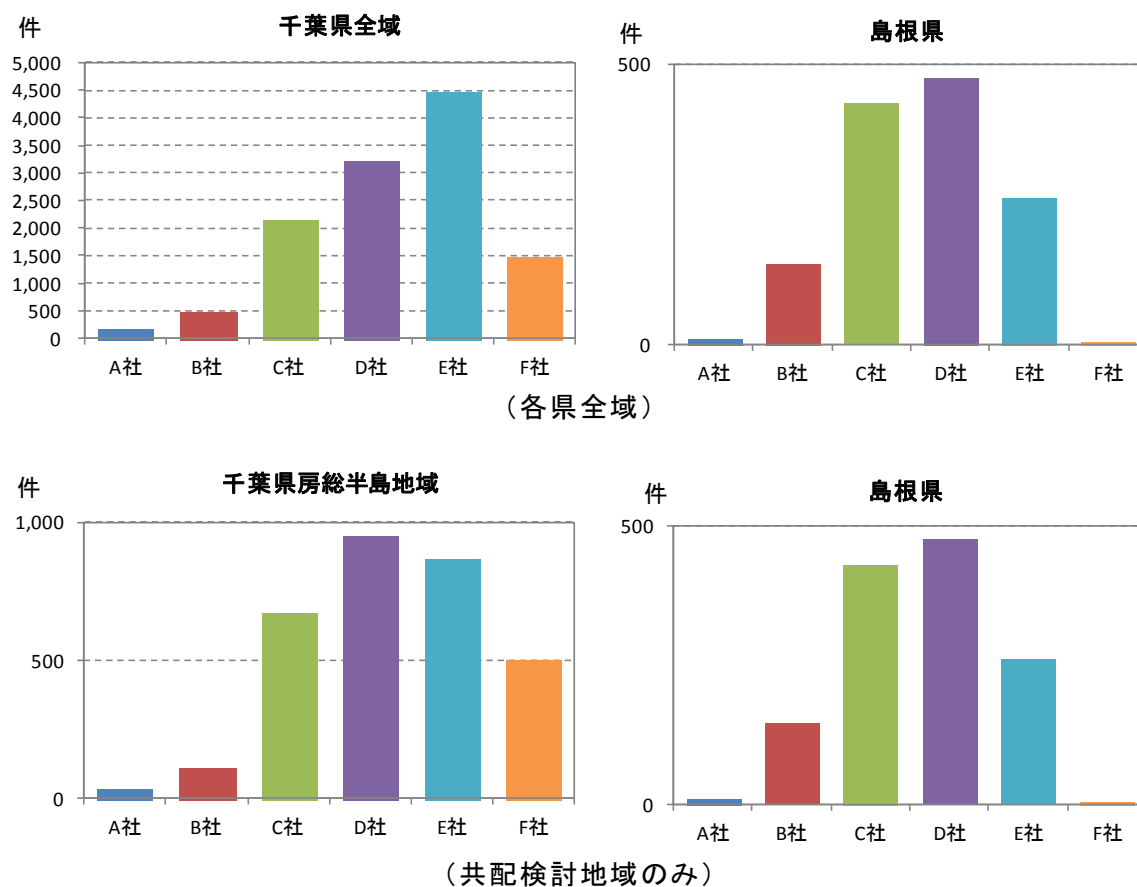 千葉県全域
件
5,000
4,500
4,000
3,500
3,000
2,500
2,000
1,500
1,000
500
0
A社 B社 C社 D社 E社 F社
島根県
件
500
0
A社 B社 C社 D社 E社 F社
（各県全域）
千葉県房総半島地域
件
1,000
500
0
A社 B社 C社 D社 E社 F社
島根県
件
500
0
A社 B社 C社 D社 E社 F社
（共配検討地域のみ）